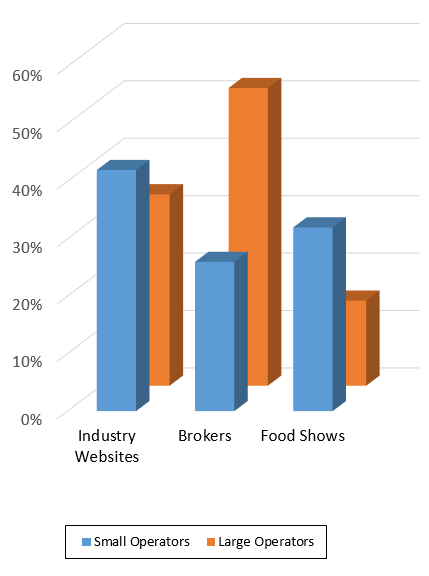 60%
50%
40%
30%
20%
10%
0%
Industry Websites
Brokers
Food Shows
Small Operators
Large Operators